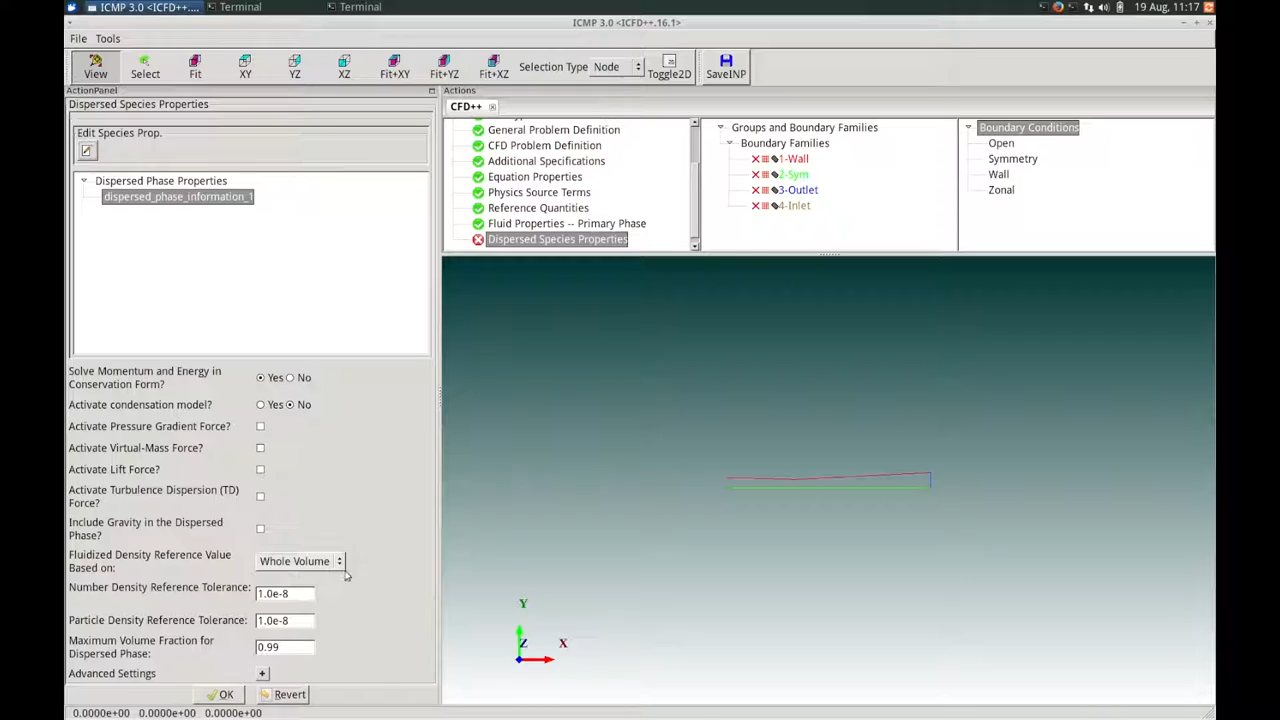 ICMP 3.0 <ICFD++.... Terminal Terminal 19 Aug, 11:17
ICMP 3.0 <ICFD++.16.1>
File Tools
View Select Fit XY YZ XZ Fit+XY Fit+YZ Fit+XZ Selection Type Node Toggle2D SaveINP
ActionPanel
Dispersed Species Properties
Edit Species Prop.
Dispersed Phase Properties
dispersed_phase_information_1
Solve Momentum and Energy in
Conservation Form?
Yes No
Activate condensation model?
Yes No
Activate Pressure Gradient Force?
Activate Virtual-Mass Force?
Activate Lift Force?
Activate Turbulence Dispersion (TD)
Force?
Include Gravity in the Dispersed
Phase?
Fluidized Density Reference Value
Based on:
Whole Volume
Number Density Reference Tolerance:
1.0e-8
Particle Density Reference Tolerance:
1.0e-8
Maximum Volume Fraction for
Dispersed Phase:
0.99
Advanced Settings
+
OK Revert
0.0000e+00 0.0000e+00 0.0000e+00
Actions
CFD++
General Problem Definition
CFD Problem Definition
Additional Specifications
Equation Properties
Physics Source Terms
Reference Quantities
Fluid Properties -- Primary Phase
Dispersed Species Properties
Groups and Boundary Families
Boundary Families
1-Wall
2-Sym
3-Outlet
4-Inlet
Boundary Conditions
Open
Symmetry
Wall
Zonal
Y
Z
X